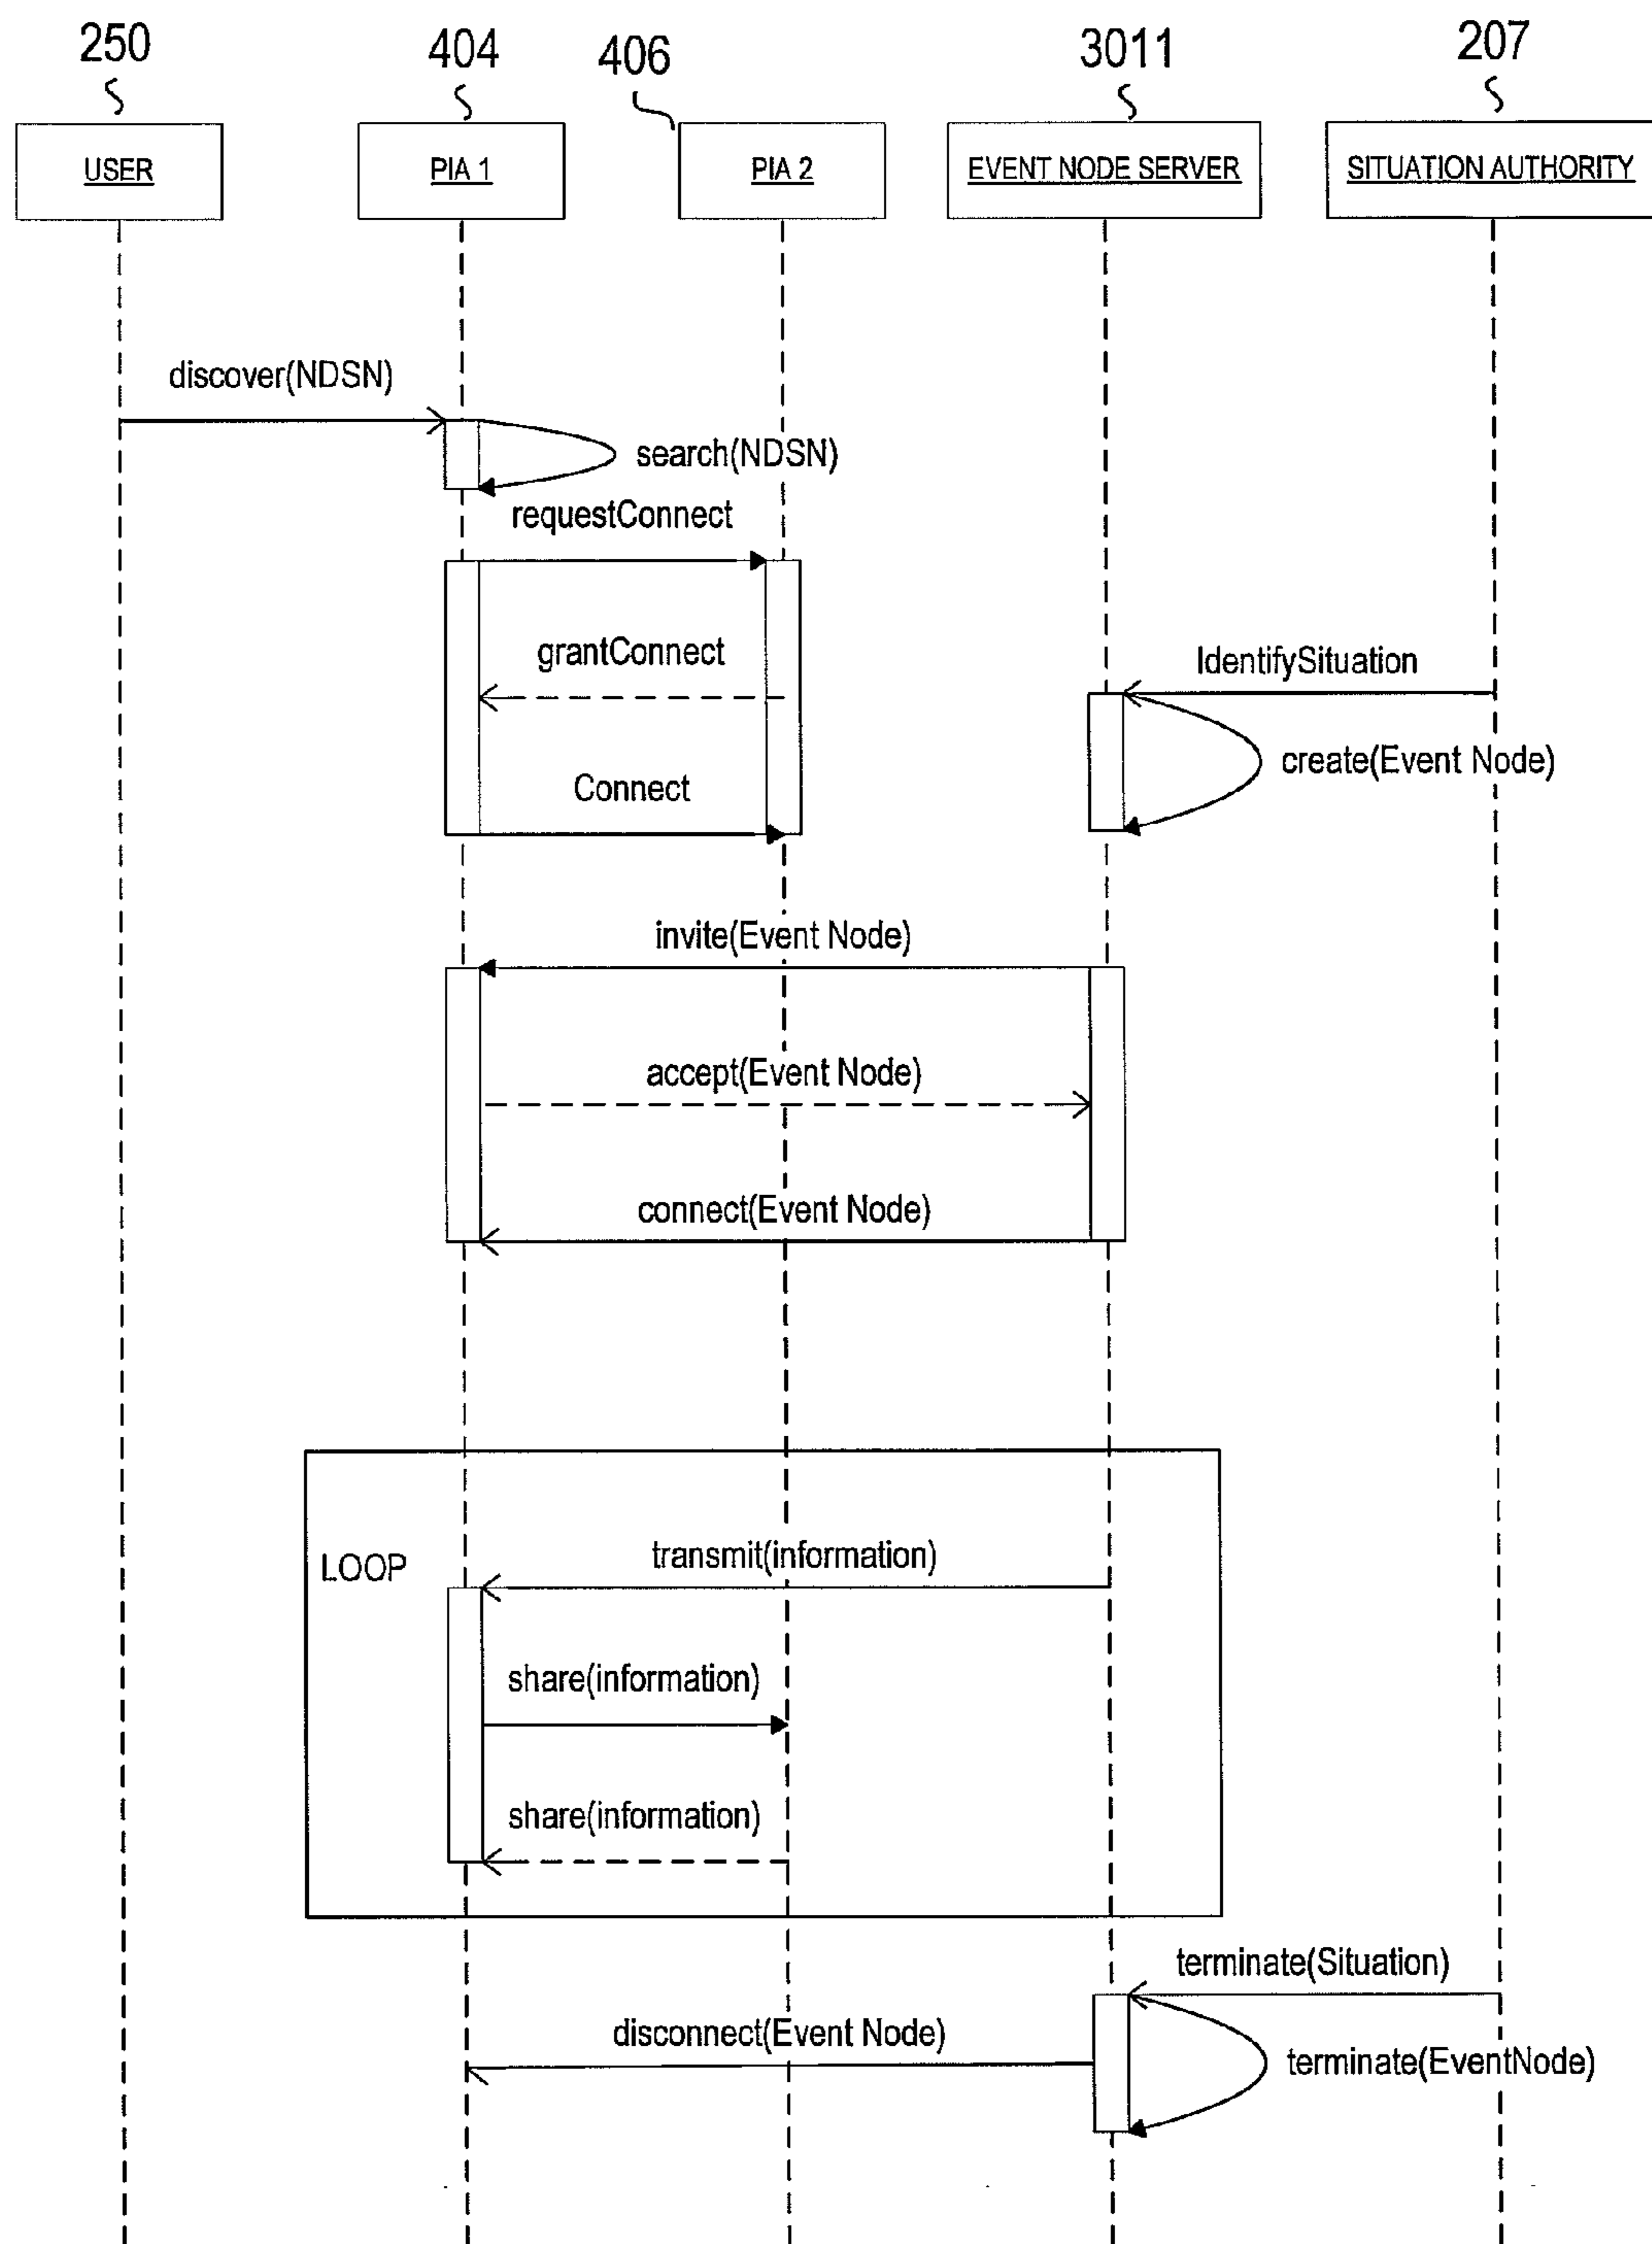 250
404
406
3011
207
USER
PIA 1
PIA 2
EVENT NODE SERVER
SITUATION AUTHORITY
discover(NDSN)
search(NDSN)
requestConnect
grantConnect
IdentifySituation
create(Event Node)
Connect
invite(Event Node)
accept(Event Node)
connect(Event Node)
LOOP
transmit(information)
share(information)
share(information)
terminate(Situation)
disconnect(Event Node)
terminate(EventNode)